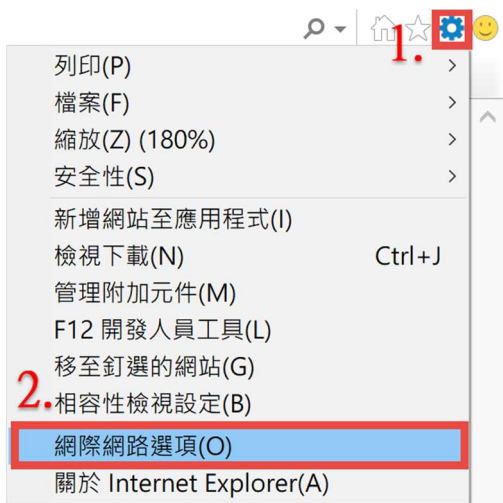 1.
列印(P)
檔案(F)
縮放(Z) (180%)
安全性(S)
新增網站至應用程式(I)
檢視下載(N) Ctrl+J
管理附加元件(M)
F12 開發人員工具(L)
移至釘選的網站(G)
2.
相容性檢視設定(B)
網際網路選項(O)
關於 Internet Explorer(A)